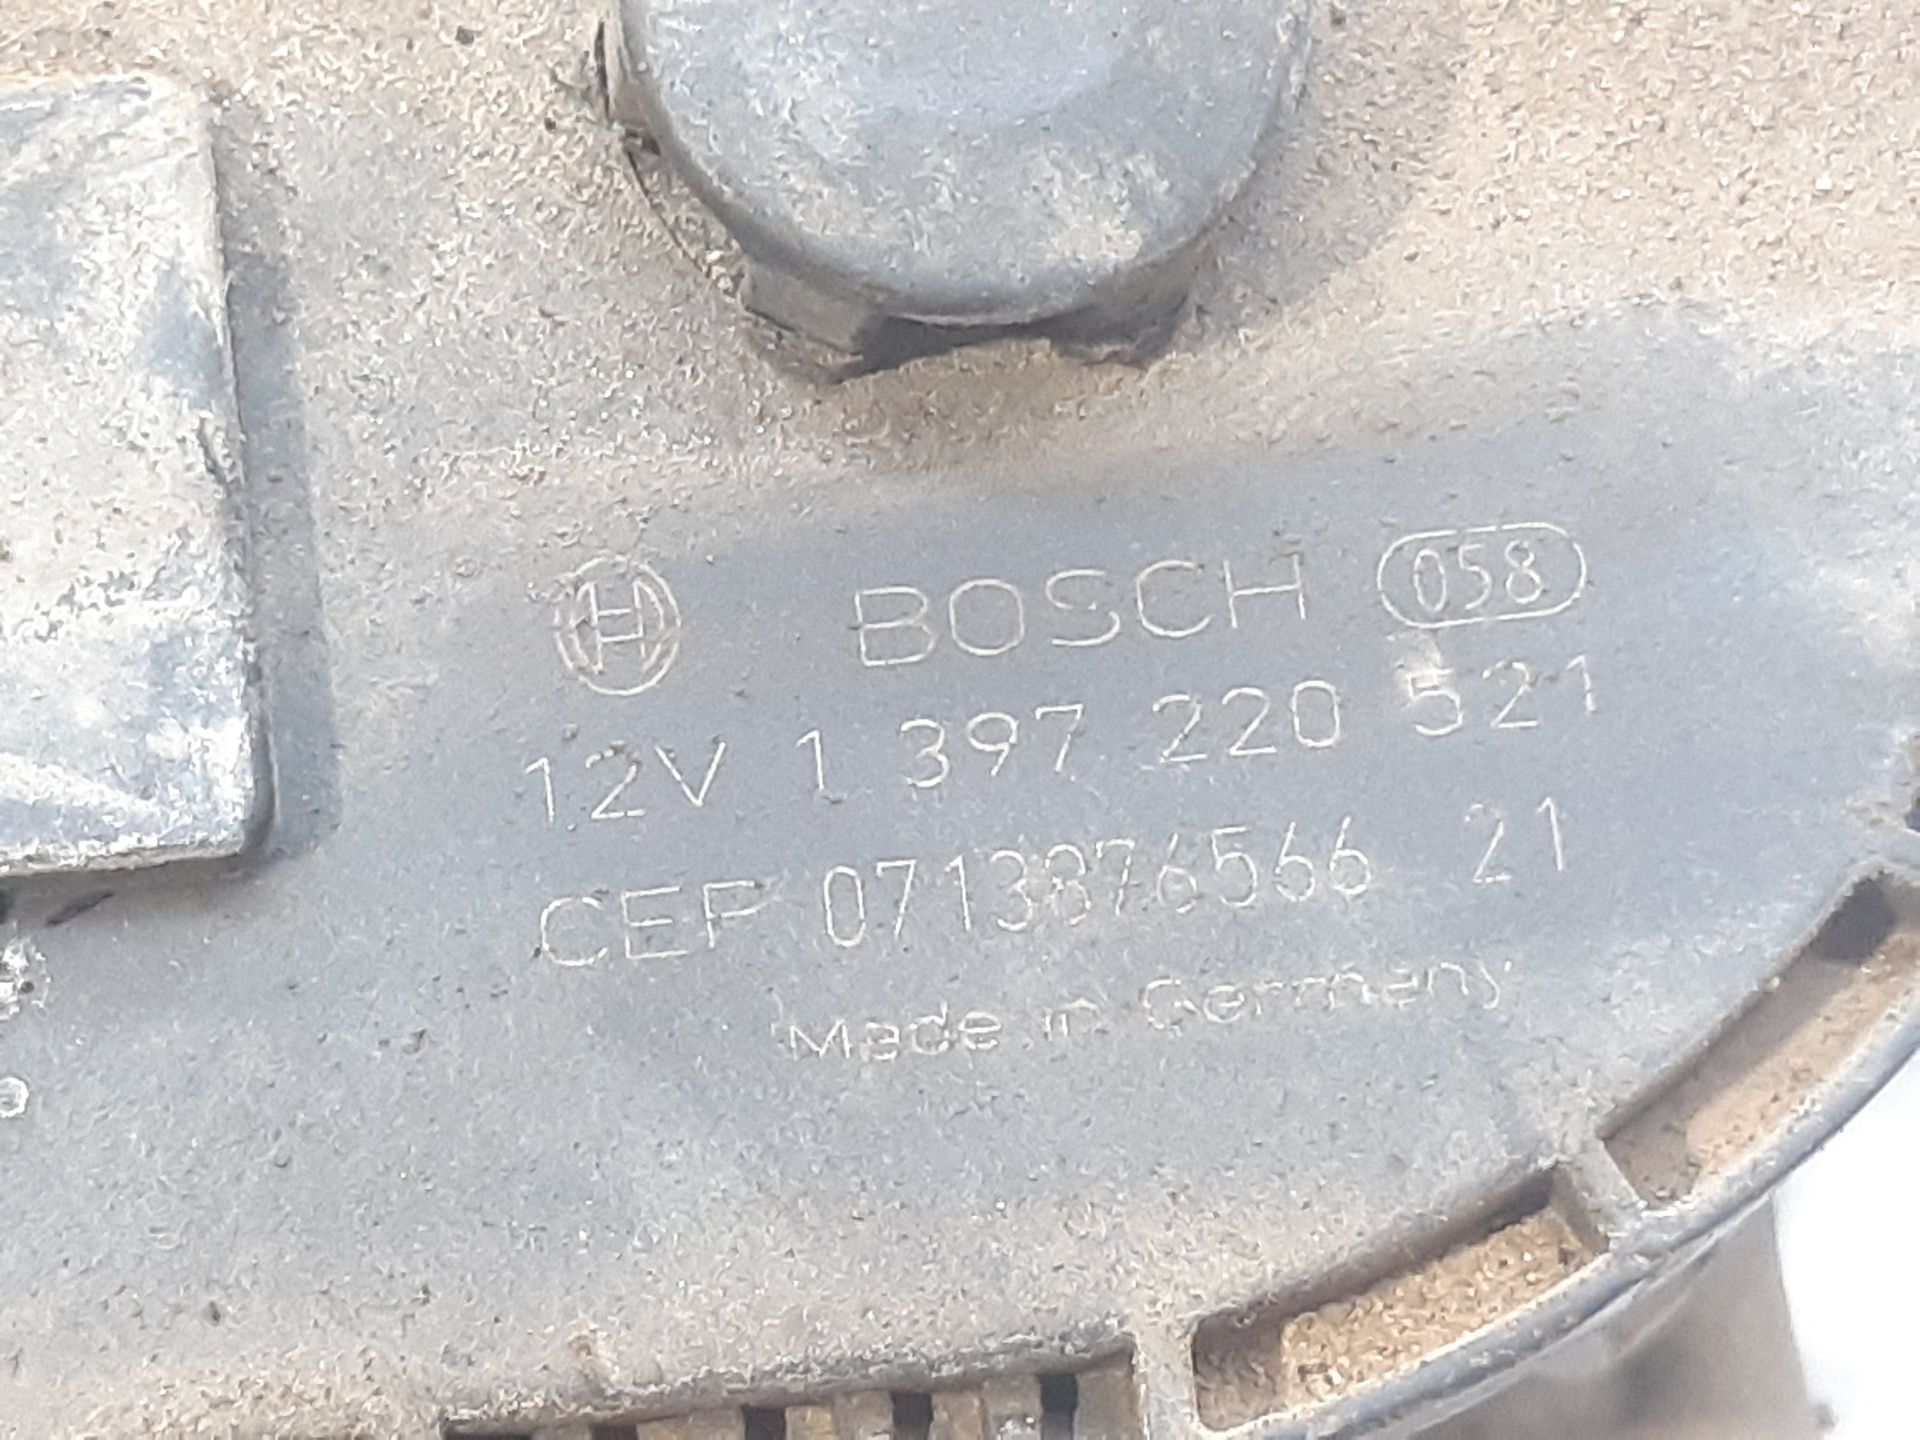 BOSCH 058
12V 1 397 220 521
CEP 0713876566 21
Made in Germany